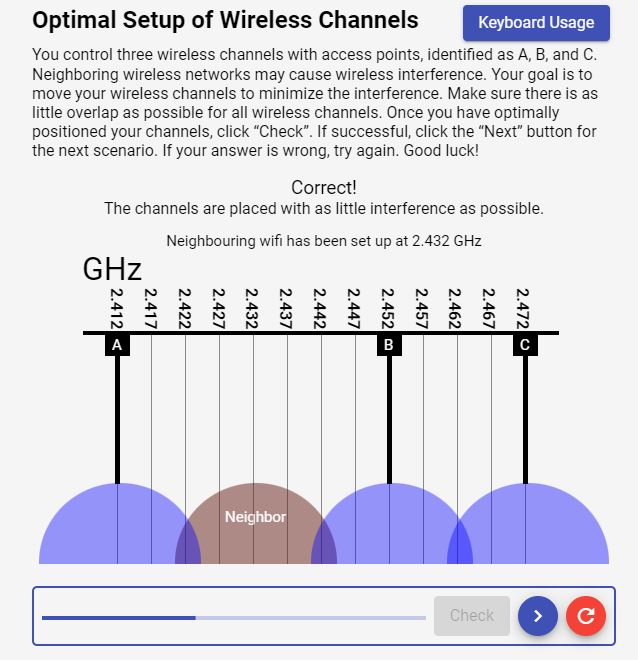 Optimal Setup of Wireless Channels
Keyboard Usage
You control three wireless channels with access points, identified as A, B, and C.
Neighboring wireless networks may cause wireless interference. Your goal is to
move your wireless channels to minimize the interference. Make sure there is as
little overlap as possible for all wireless channels. Once you have optimally
positioned your channels, click “Check”. If successful, click the “Next” button for
the next scenario. If your answer is wrong, try again. Good luck!
Correct!
The channels are placed with as little interference as possible.
Neighbouring wifi has been set up at 2.432 GHz
GHz
2.412
2.417
2.422
2.427
2.432
2.437
2.442
2.447
2.452
2.457
2.462
2.467
2.472
A
B
C
Neighbor
Check